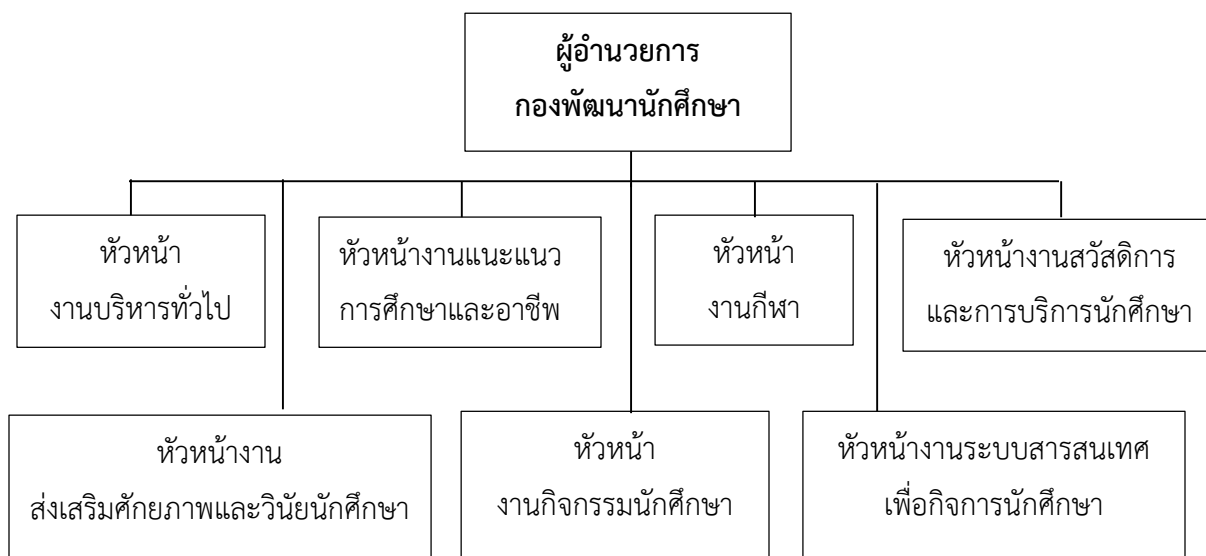 ผู้อำนวยการ
กองพัฒนานักศึกษา
หัวหน้า
งานบริหารทั่วไป
หัวหน้างานแนะแนว
การศึกษาและอาชีพ
หัวหน้า
งานกีฬา
หัวหน้างานสวัสดิการ
และการบริการนักศึกษา
หัวหน้างาน
ส่งเสริมศักยภาพและวินัยนักศึกษา
หัวหน้า
งานกิจกรรมนักศึกษา
หัวหน้างานระบบสารสนเทศ
เพื่อกิจการนักศึกษา